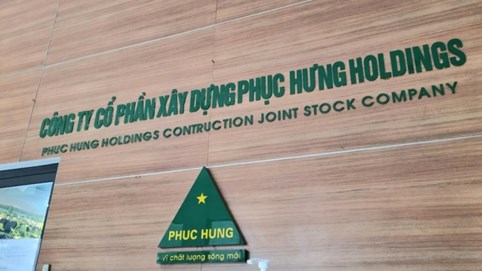 CÔNG TY CỔ PHẦN XÂY DỰNG PHỤC HƯNG HOLDINGS
PHUC HUNG HOLDINGS CONTRUCTION JOINT STOCK COMPANY
PHUC HUNG
Vì chất lượng sống mới